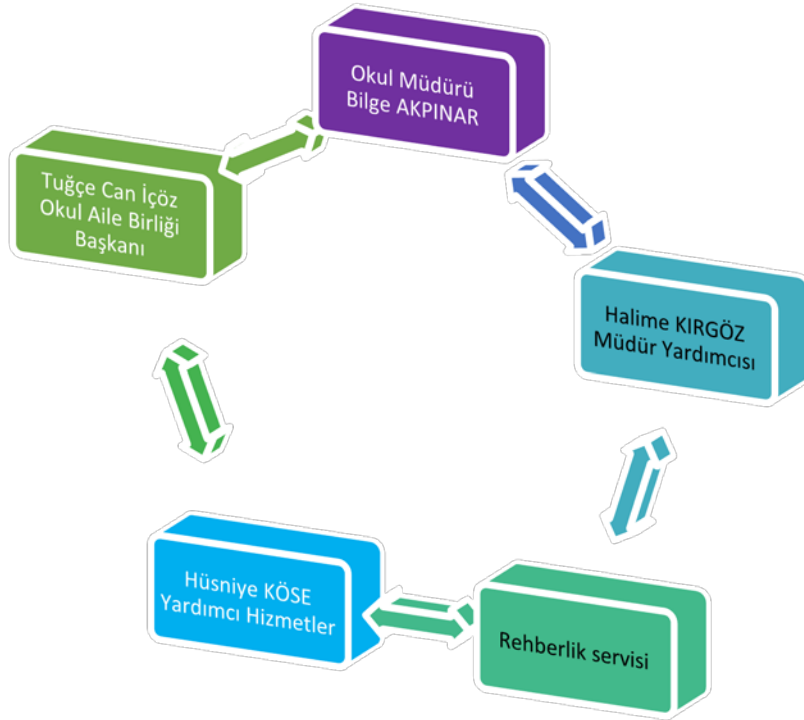 Okul Müdürü
Bilge AKPINAR
Tuğçe Can İçöz
Okul Aile Birliği
Başkanı
Halime KIRGÖZ
Müdür Yardımcısı
Hüsniye KÖSE
Yardımcı Hizmetler
Rehberlik servisi